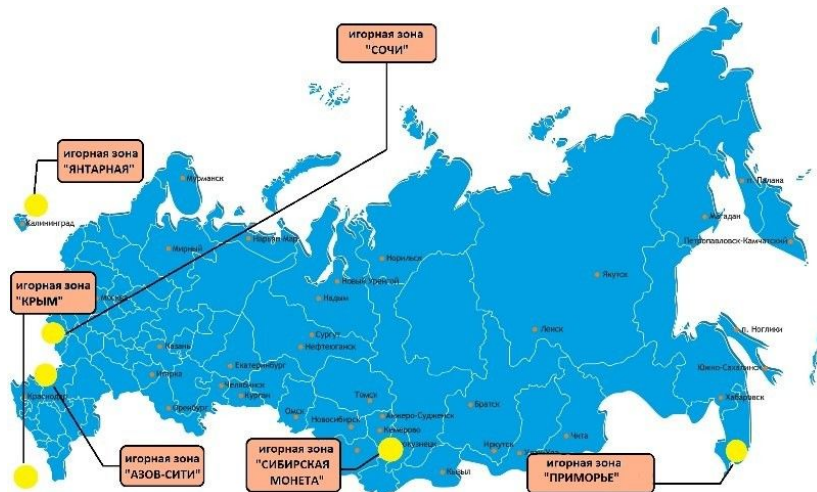 игорная зона
"СОЧИ"
игорная зона
"ЯНТАРНАЯ"
Мурманск
п. Палана
Калининград
Магадан
Петропавловск-Камчатский
Мирный
Нарьян-Мар
Норильск
игорная зона
"КРЫМ"
Новый Уренгой
Якутск
Москва
Надым
Ленск
п. Ноглики
Сургут
Нефтеюганск
Казань
Екатеринбург
Южно-Сахалинск
Челябинск
Курган
Томск
Краснодар
Оренбург
Омск
Новосибирск
Анжеро-Судженск
Братск
Хабаровск
Кемерово
Чита
Иркутск
Кызыл
игорная зона
"АЗОВ-СИТИ"
игорная зона
"СИБИРСКАЯ
МОНЕТА"
игорная зона
"ПРИМОРЬЕ"